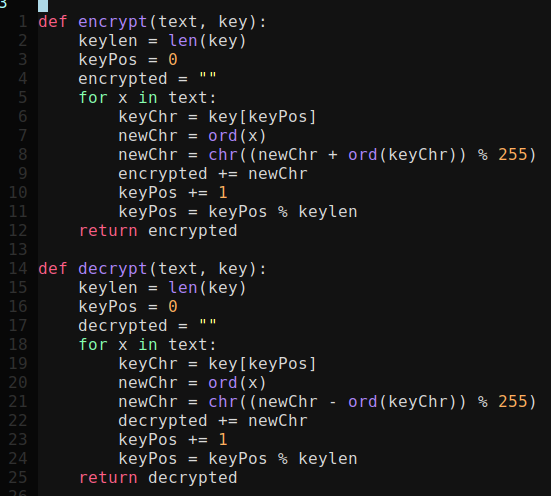 3
1 def encrypt(text, key):
2     keylen = len(key)
3     keyPos = 0
4     encrypted = ""
5     for x in text:
6         keyChr = key[keyPos]
7         newChr = ord(x)
8         newChr = chr((newChr + ord(keyChr)) % 255)
9         encrypted += newChr
10         keyPos += 1
11         keyPos = keyPos % keylen
12     return encrypted
13
14 def decrypt(text, key):
15     keylen = len(key)
16     keyPos = 0
17     decrypted = ""
18     for x in text:
19         keyChr = key[keyPos]
20         newChr = ord(x)
21         newChr = chr((newChr - ord(keyChr)) % 255)
22         decrypted += newChr
23         keyPos += 1
24         keyPos = keyPos % keylen
25     return decrypted